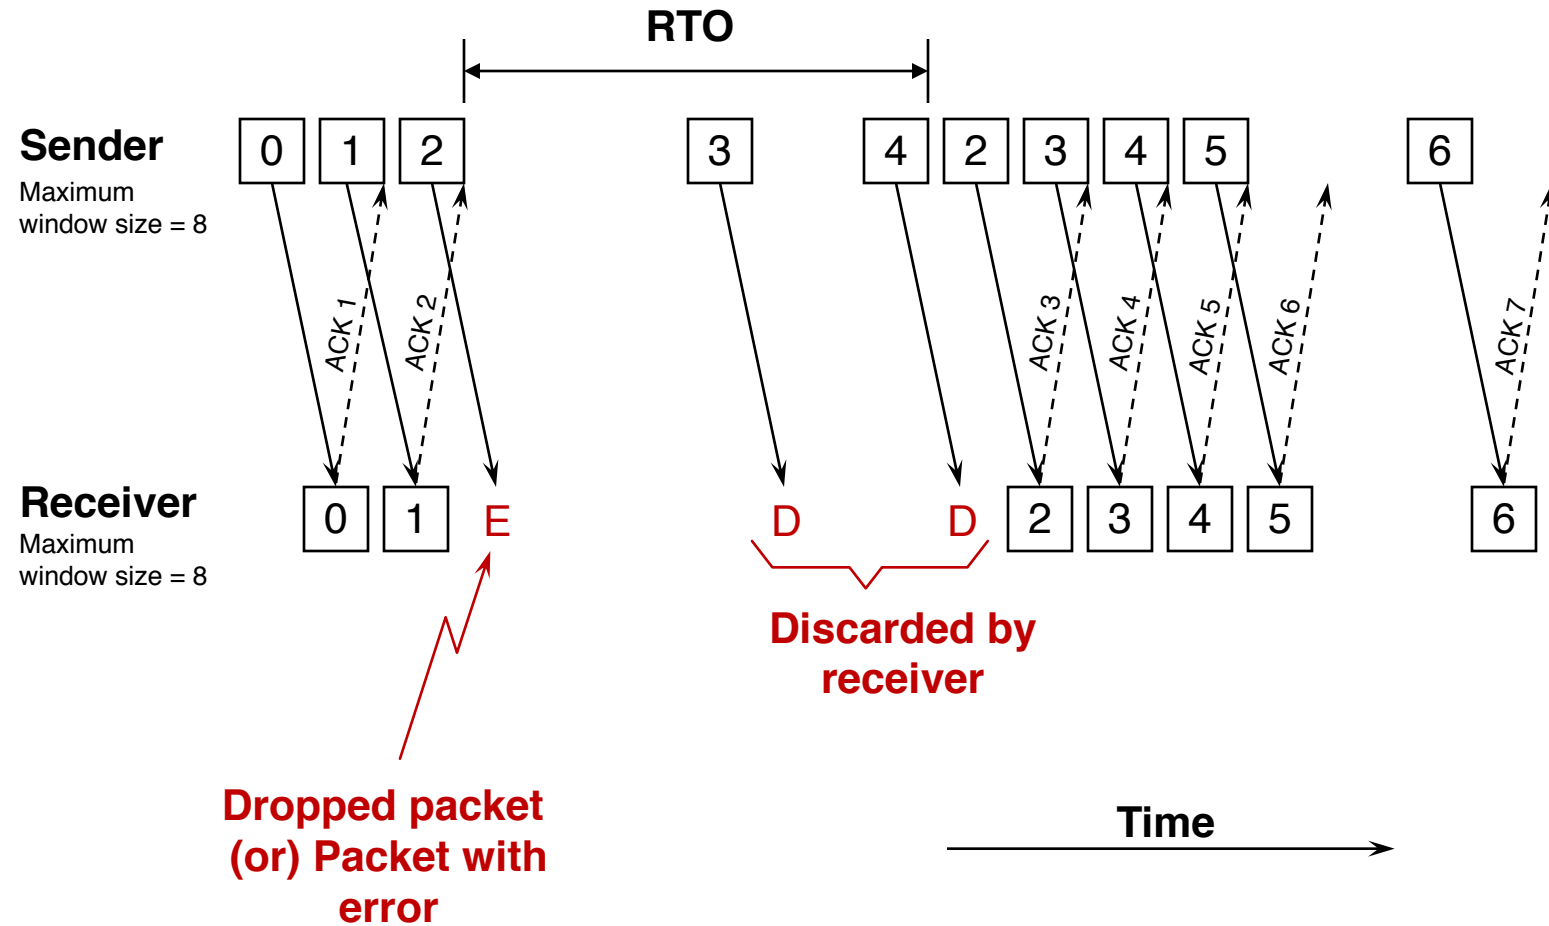 RTO
Sender
Maximum
window size = 8
0 1 2 3 4 2 3 4 5 6
ACK 1 ACK 2 ACK 3 ACK 4 ACK 5 ACK 6 ACK 7
Receiver
Maximum
window size = 8
0 1 E D D 2 3 4 5 6
Discarded by
receiver
Dropped packet
(or) Packet with
error
Time